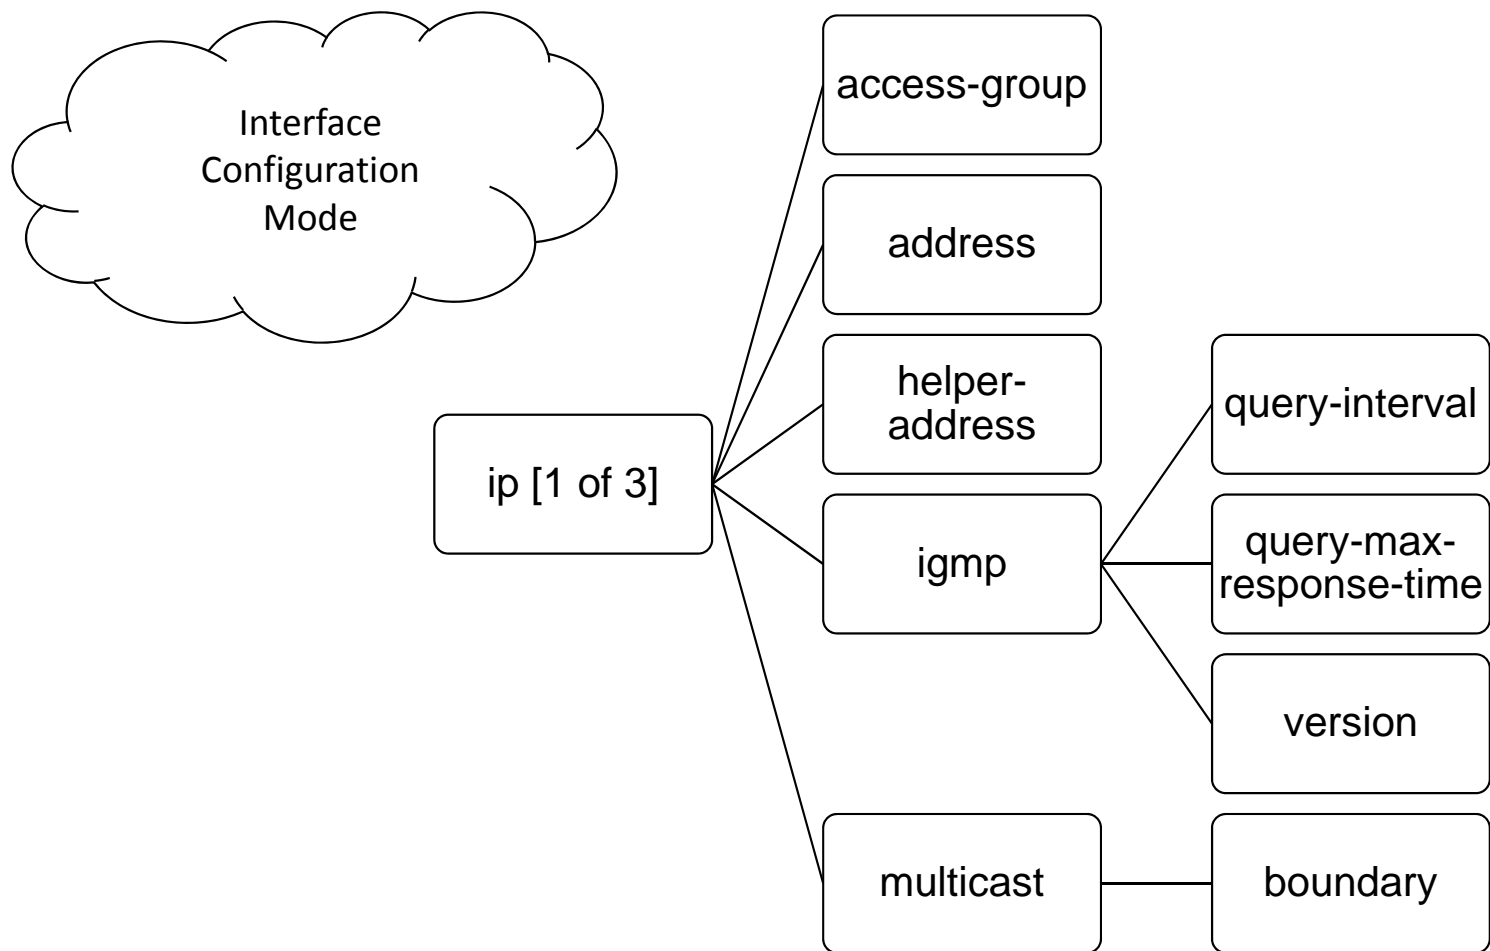 Interface
Configuration
Mode
ip [1 of 3]
access-group
address
helper-
address
igmp
query-interval
query-max-
response-time
version
multicast
boundary